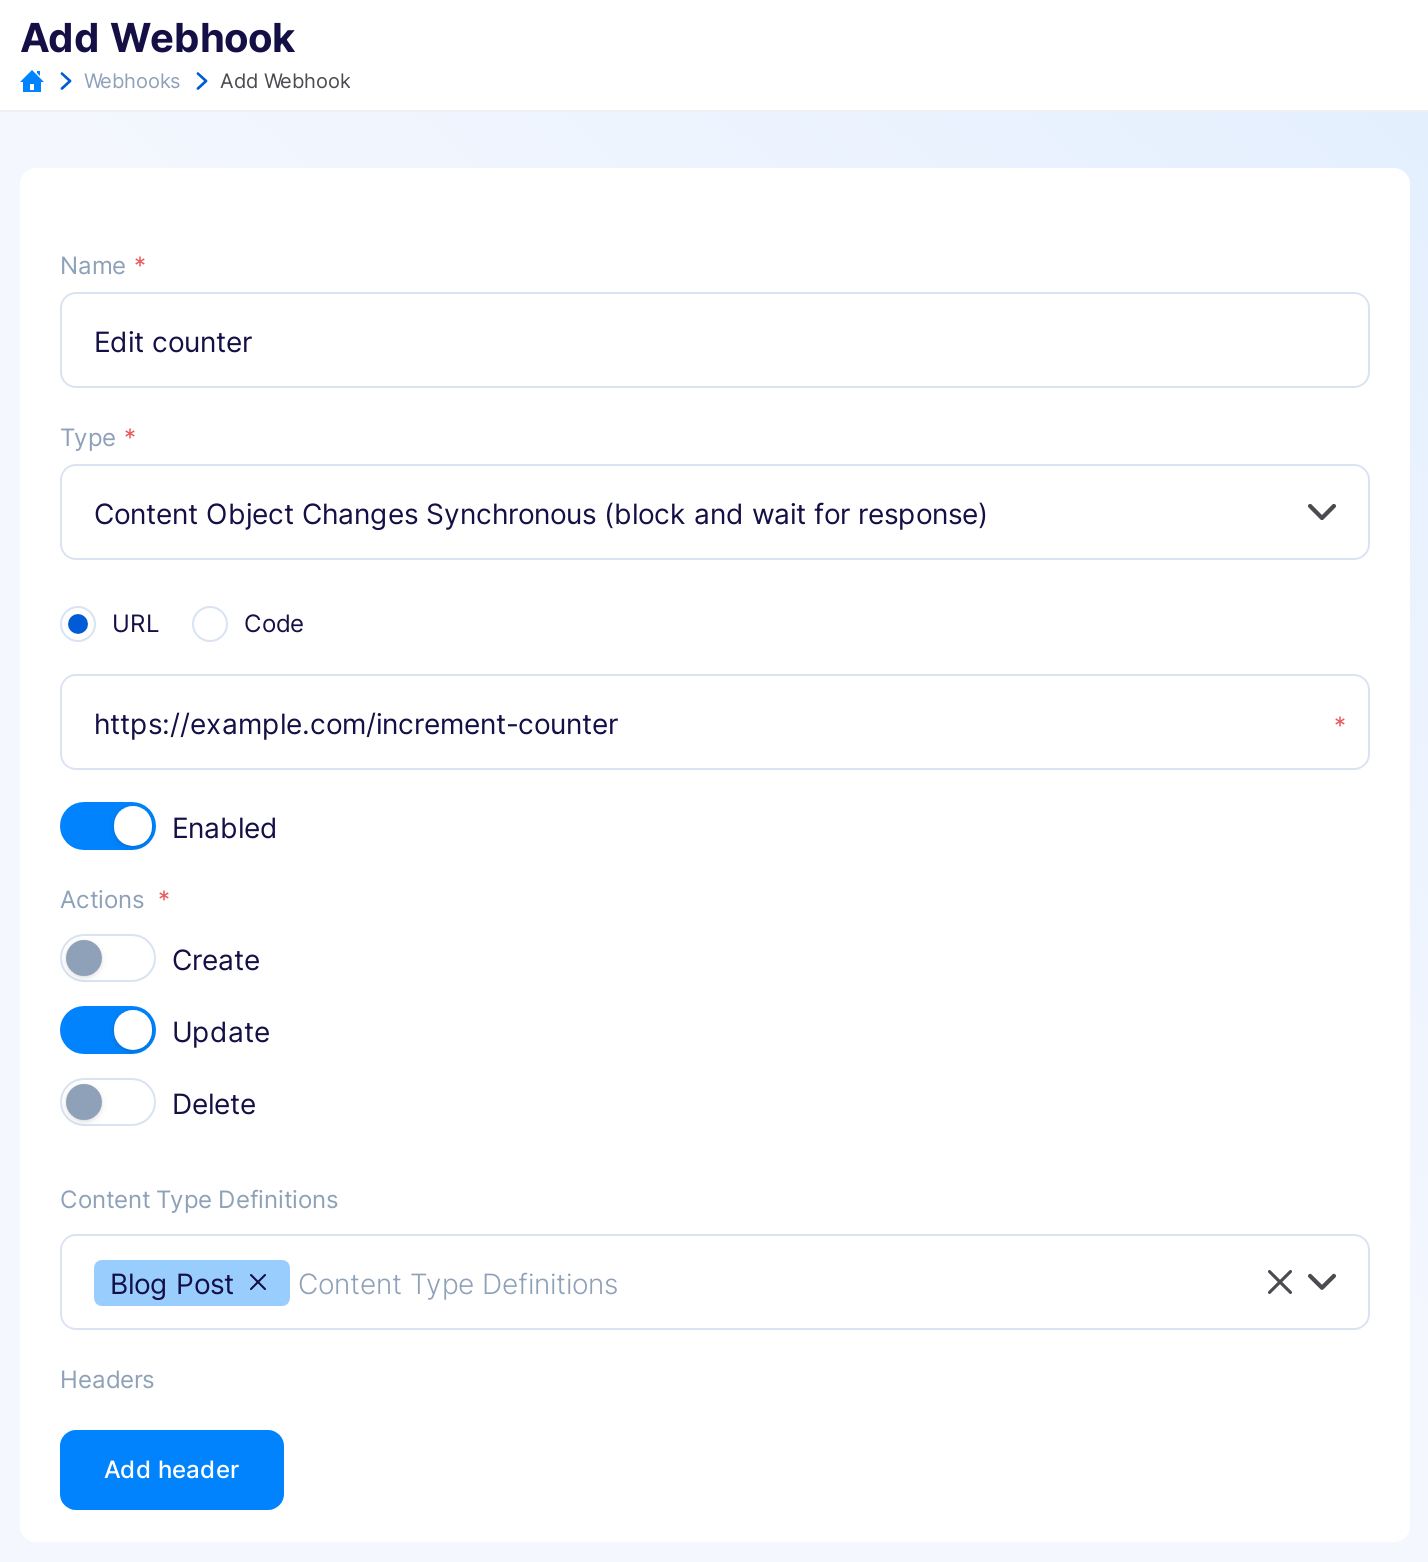 Add Webhook
Webhooks Add Webhook
Name *
Edit counter
Type *
Content Object Changes Synchronous (block and wait for response)
URL Code
https://example.com/increment-counter *
Enabled
Actions *
Create
Update
Delete
Content Type Definitions
Blog Post Content Type Definitions
Headers
Add header